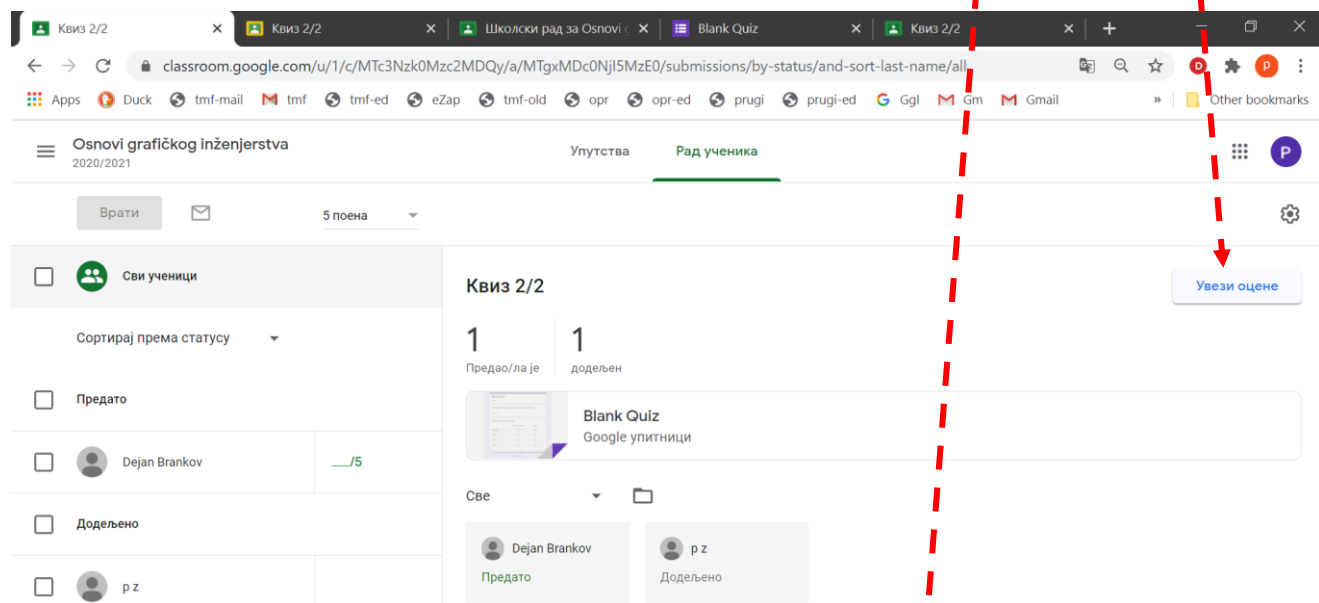 Квиз 2/2 Квиз 2/2 Школски рад за Osnovi g Blank Quiz Квиз 2/2
classroom.google.com/u/1/c/MTc3Nzk0Mzc2MDQy/a/MTgxMDc0NjI5MzE0/submissions/by-status/and-sort-last-name/all D P
Apps Duck tmf-mail tmf tmf-ed eZap tmf-old opr opr-ed prugi prugi-ed Ggl Gm Gmail » Other bookmarks
Osnovi grafičkog inženjerstva
2020/2021
Упутства Рад ученика P
Врати 5 поена
Сви ученици
Квиз 2/2 Увези оцене
Сортирај према статусу
1 1
Предао/ла је додељен
Предато
Blank Quiz
Google упитници
Dejan Brankov __/5
Све
Додељено
Dejan Brankov p z
Предато Додељено
p z